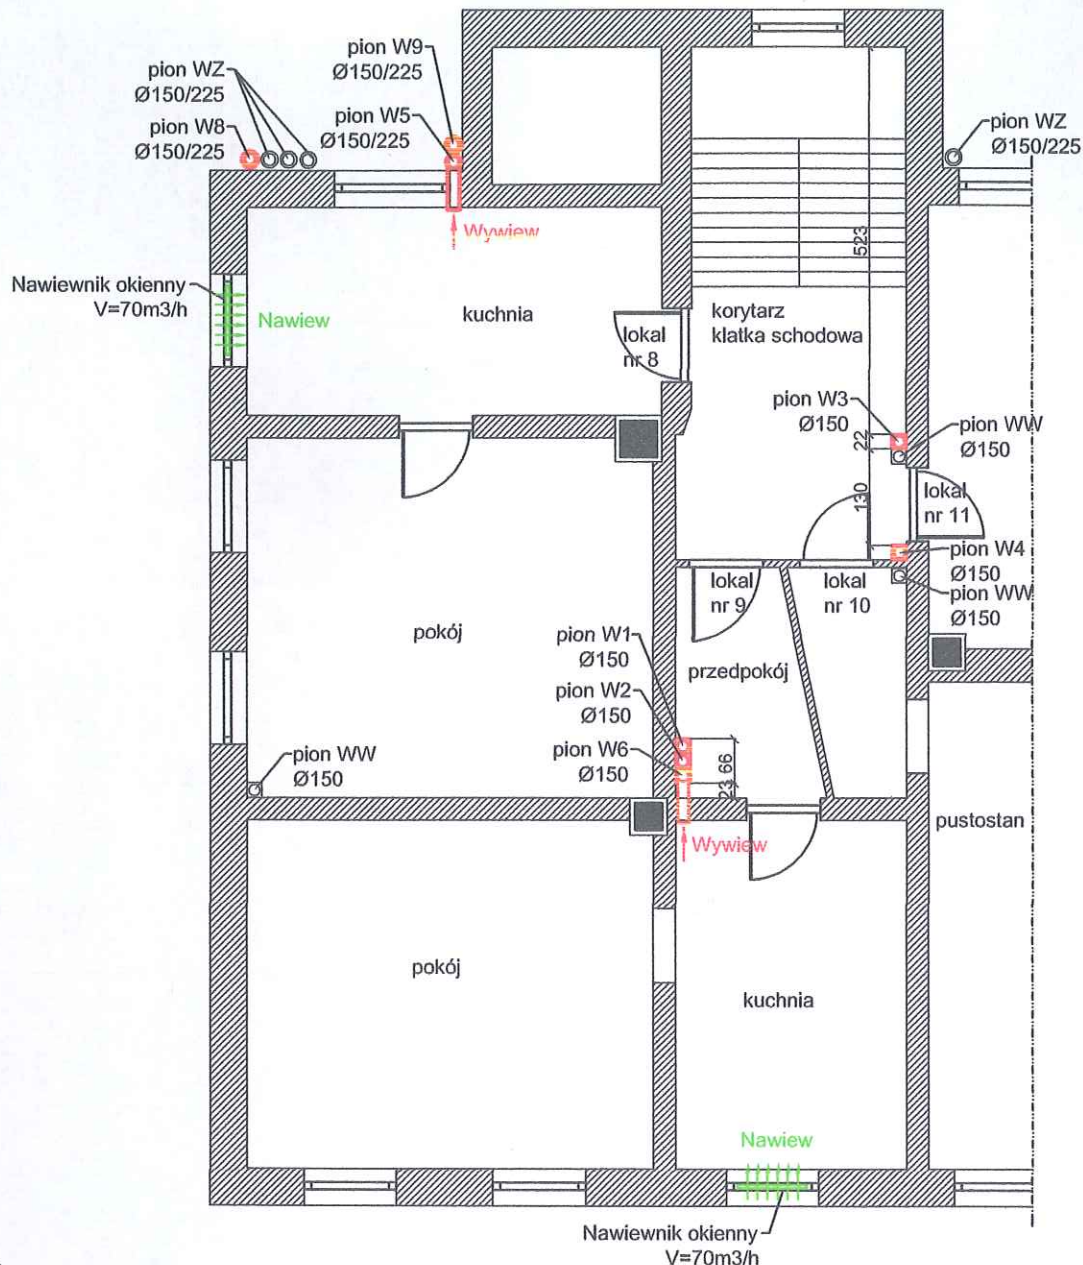 pion W9
Ø150/225
pion WZ
Ø150/225
pion W5
Ø150/225
pion W8
Ø150/225
pion WZ
Ø150/225
Wywiew
523
Nawiewnik okienny
V=70m3/h
Nawiew
kuchnia
lokal
nr 8
korytarz
klatka schodowa
pion W3
Ø150
22
pion WW
Ø150
130
lokal
nr 11
pion W4
Ø150
pion WW
Ø150
lokal
nr 9
lokal
nr 10
pokój
pion W1
Ø150
przedpokój
pion W2
Ø150
pion W6
Ø150
66
23
pion WW
Ø150
Wywiew
pustostan
pokój
kuchnia
Nawiew
Nawiewnik okienny
V=70m3/h